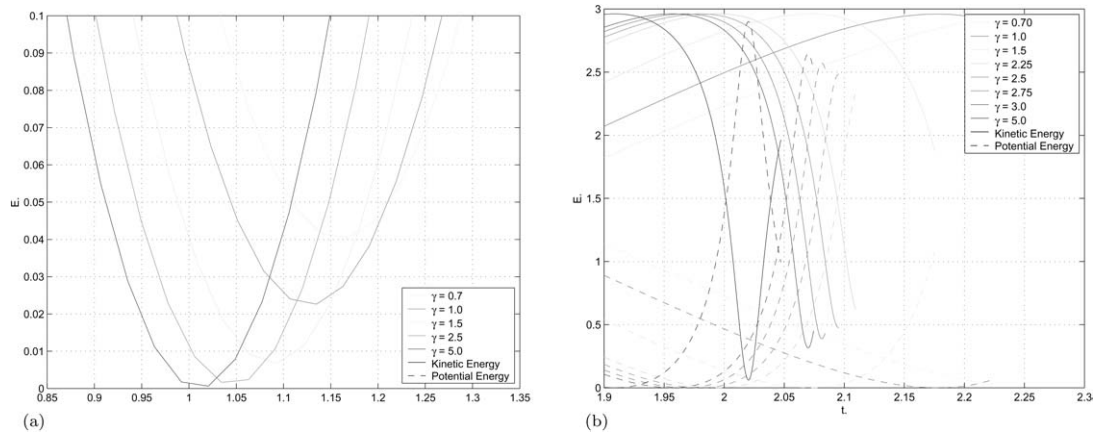 0.1
0.09
0.08
0.07
0.06
E.
0.05
0.04
0.03
0.02
0.01
0
0.85 0.9 0.95 1 1.05 1.1 1.15 1.2 1.25 1.3 1.35
γ = 0.7
γ = 1.0
γ = 1.5
γ = 2.5
γ = 5.0
Kinetic Energy
Potential Energy
(a)
3
2.5
2
E.
1.5
1
0.5
0
1.9 1.95 2 2.05 2.1 2.15 2.2 2.25 2.3 2.34
t.
γ = 0.70
γ = 1.0
γ = 1.5
γ = 2.25
γ = 2.5
γ = 2.75
γ = 3.0
γ = 5.0
Kinetic Energy
Potential Energy
(b)